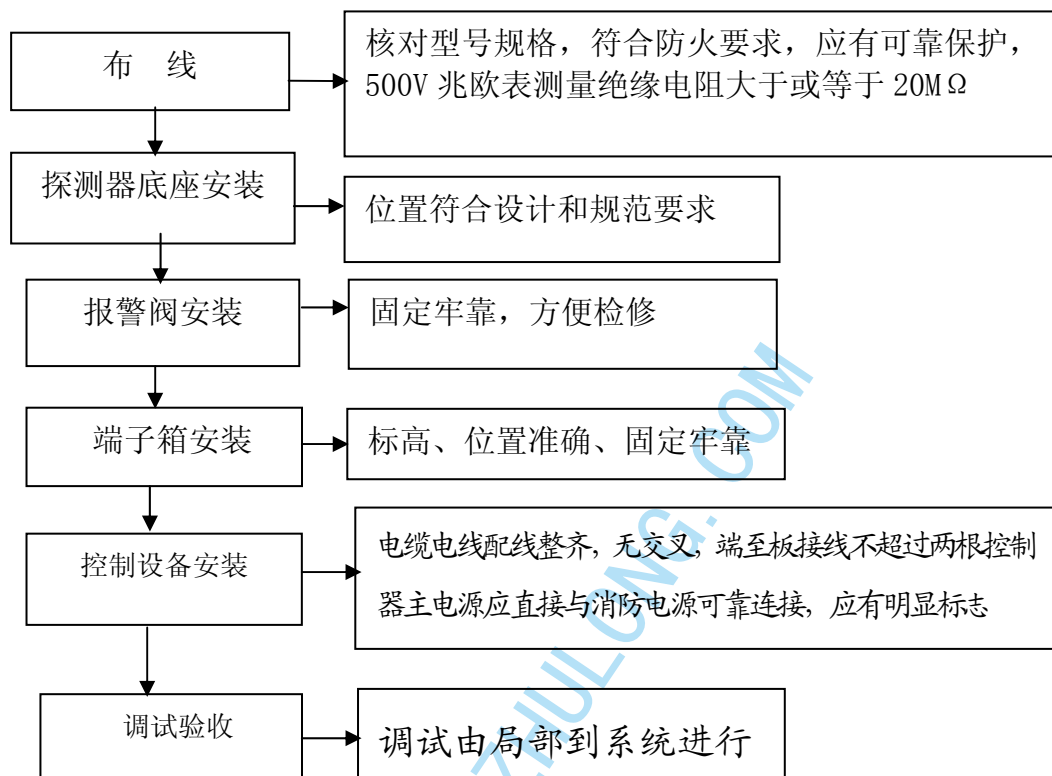 布 线
核对型号规格，符合防火要求，应有可靠保护，
500V 兆欧表测量绝缘电阻大于或等于 20MΩ
探测器底座安装
位置符合设计和规范要求
报警阀安装
固定牢靠，方便检修
端子箱安装
标高、位置准确、固定牢靠
控制设备安装
电缆电线配线整齐，无交叉，端至板接线不超过两根控制
器主电源应直接与消防电源可靠连接，应有明显标志
调试验收
调试由局部到系统进行
ZHULONG.COM